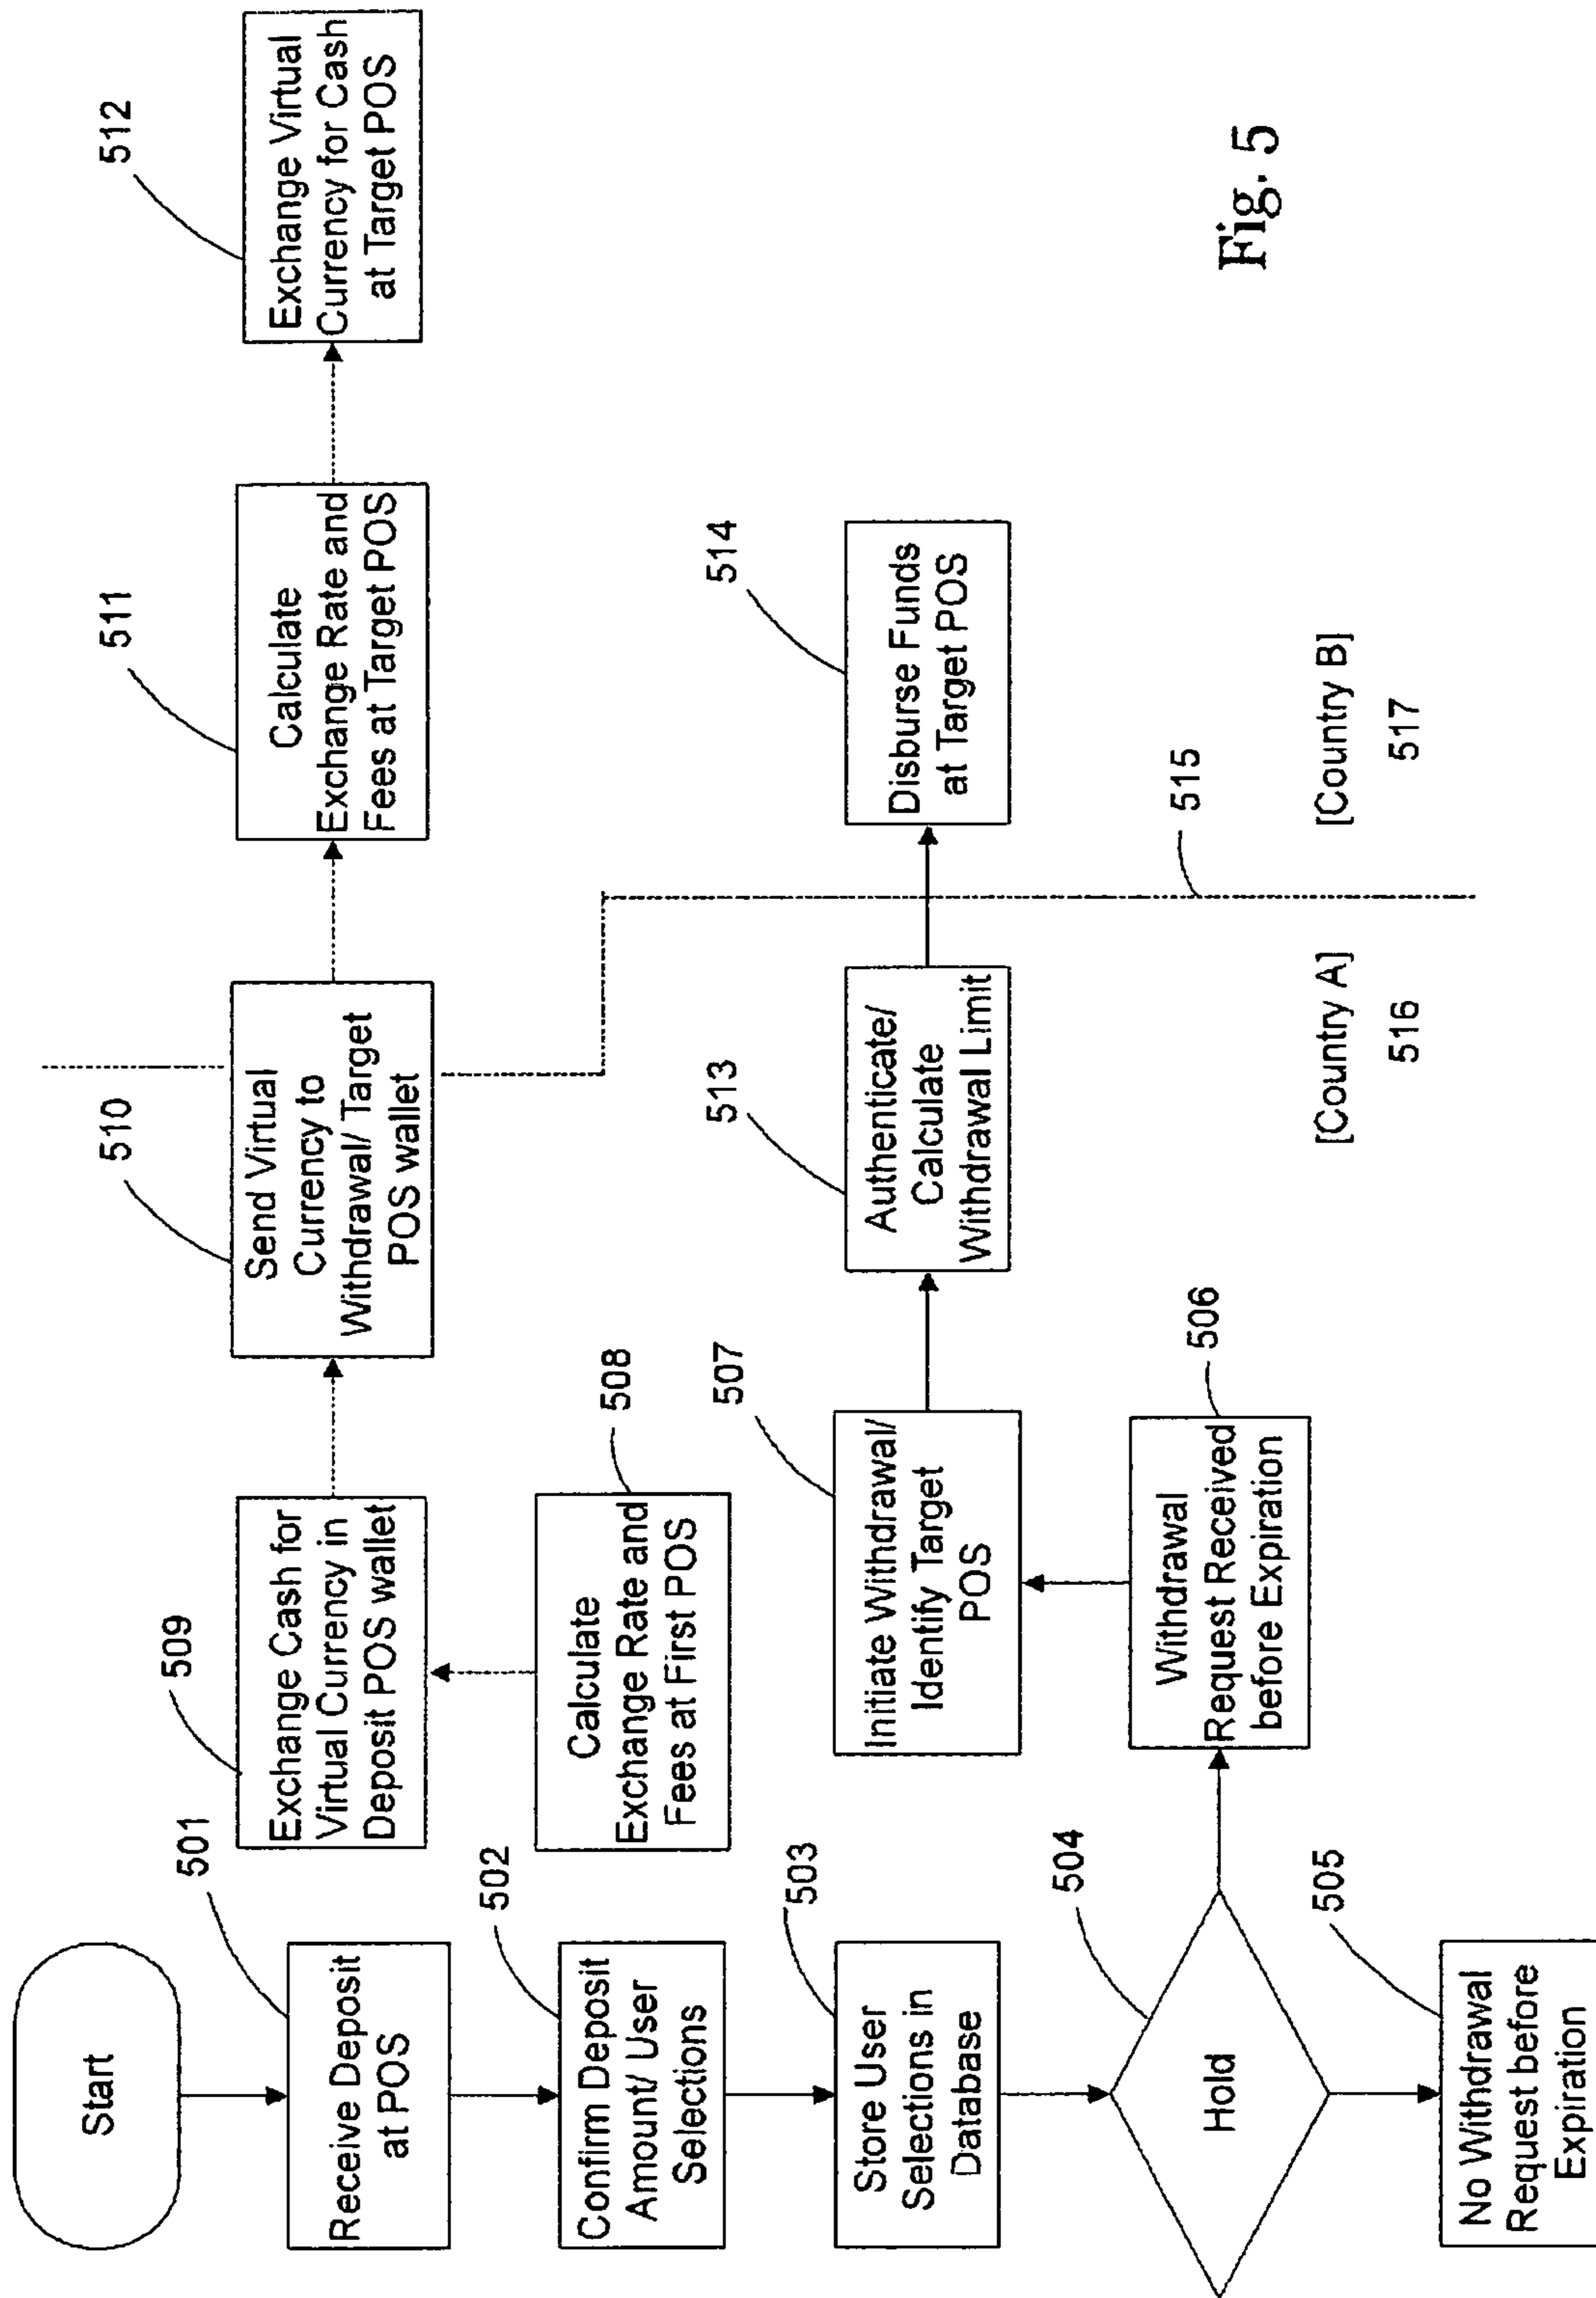 Start
501
Receive Deposit
at POS
502
Confirm Deposit
Amount/ User
Selections
503
Store User
Selections in
Database
504
Hold
505
No Withdrawal
Request before
Expiration
506
Withdrawal
Request Received
before Expiration
507
Initiate Withdrawal/
Identify Target
POS
508
Calculate
Exchange Rate and
Fees at First POS
509
Exchange Cash for
Virtual Currency in
Deposit POS wallet
510
Send Virtual
Currency to
Withdrawal/ Target
POS wallet
511
Calculate
Exchange Rate and
Fees at Target POS
512
Exchange Virtual
Currency for Cash
at Target POS
513
Authenticate/
Calculate
Withdrawal Limit
514
Disburse Funds
at Target POS
515
[Country A]
516
[Country B]
517
Fig. 5